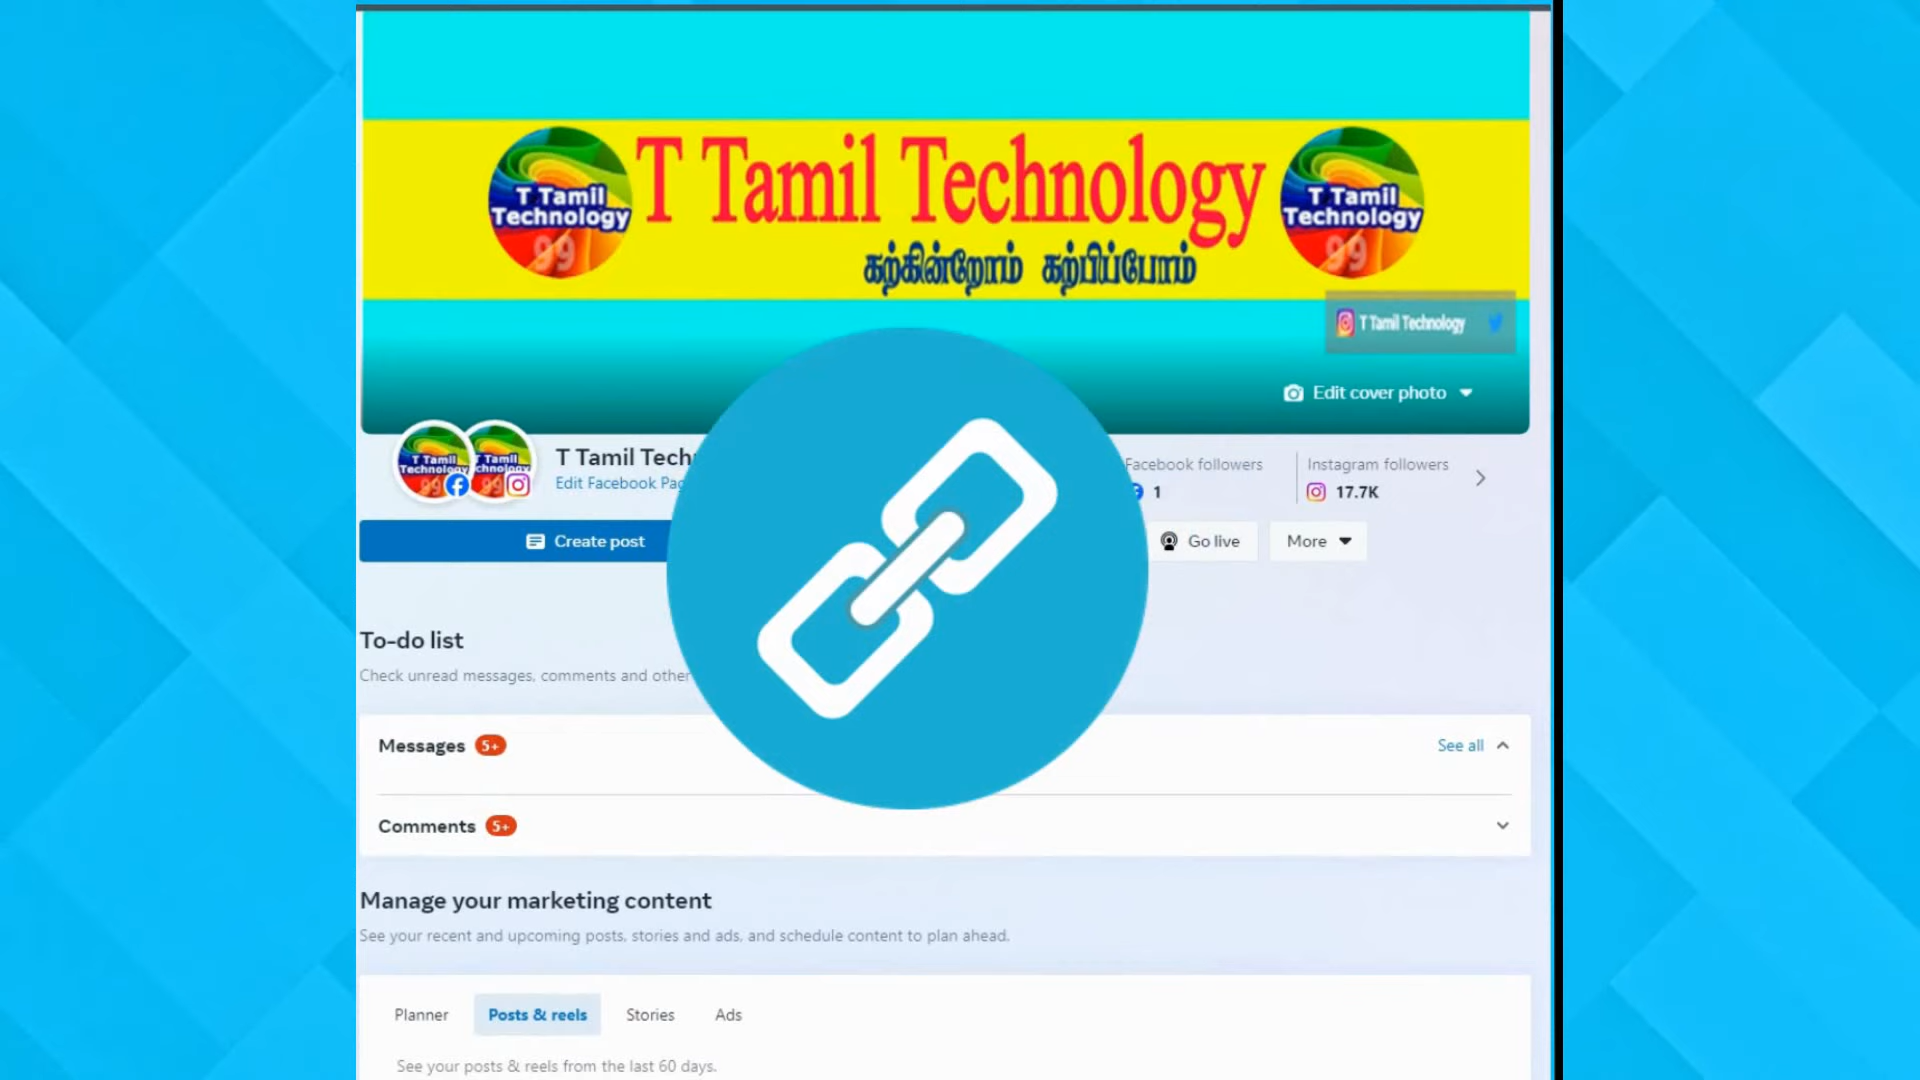 T Tamil Technology
கற்கின்றோம் கற்பிப்போம்
T Tamil
Technology
99
T Tamil
Technology
99
T Tamil Technology
Edit cover photo
T Tamil
Technology
99
T Tamil
99
T Tamil
Edit Facebook
Facebook followers
1
Instagram followers
17.7K
Create post
Go live
More
To-do list
Check unread messages, comments and other
Messages 5+
See all
Comments 5+
Manage your marketing content
See your recent and upcoming posts, stories and ads, and schedule content to plan ahead.
Planner
Posts & reels
Stories
Ads
See your posts & reels from the last 60 days.